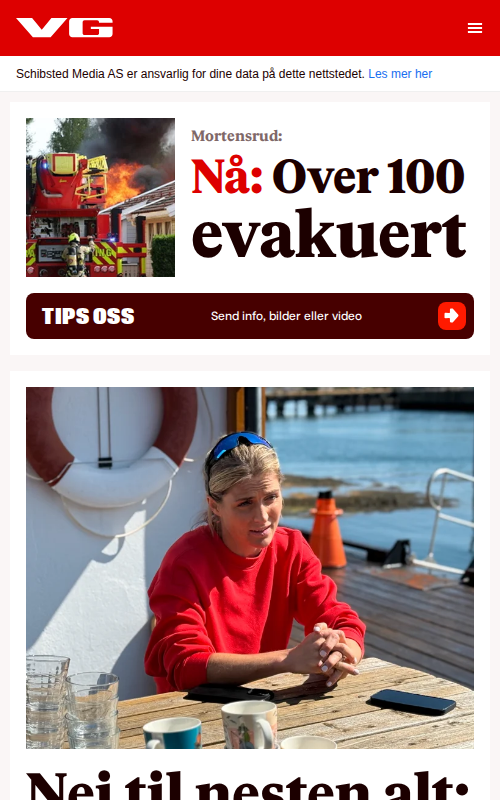 VG
Schibsted Media AS er ansvarlig for dine data på dette nettstedet. Les mer her
Mortensrud:
Nå: Over 100
evakuert
TIPS OSS
Send info, bilder eller video
Nei til nesten alt: